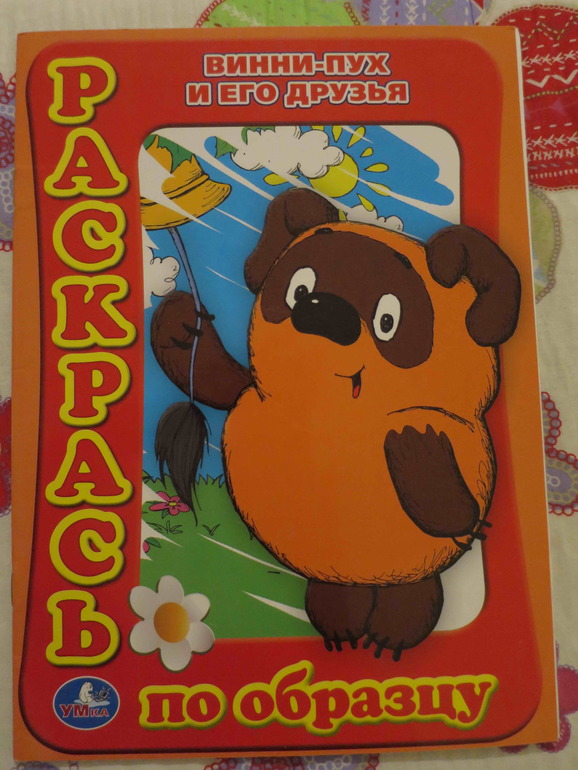 ВИННИ-ПУХ
И ЕГО ДРУЗЬЯ
РАСКРАСЬ
по образцу
УМка